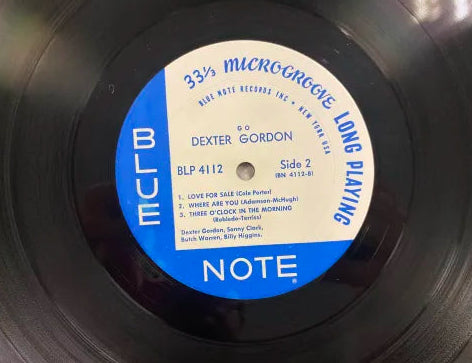 33⅓ MICROGROOVE LONG PLAYING
BLUE NOTE RECORDS INC • NEW YORK USA
GO
DEXTER GORDON
BLP 4112 Side 2
(BN 4112-B)
1. LOVE FOR SALE (Cole Porter)
2. WHERE ARE YOU (Adamson-McHugh)
3. THREE O'CLOCK IN THE MORNING
(Robledo-Terriss)
Dexter Gordon, Sonny Clark,
Butch Warren, Billy Higgins.
BLUE
NOTE®